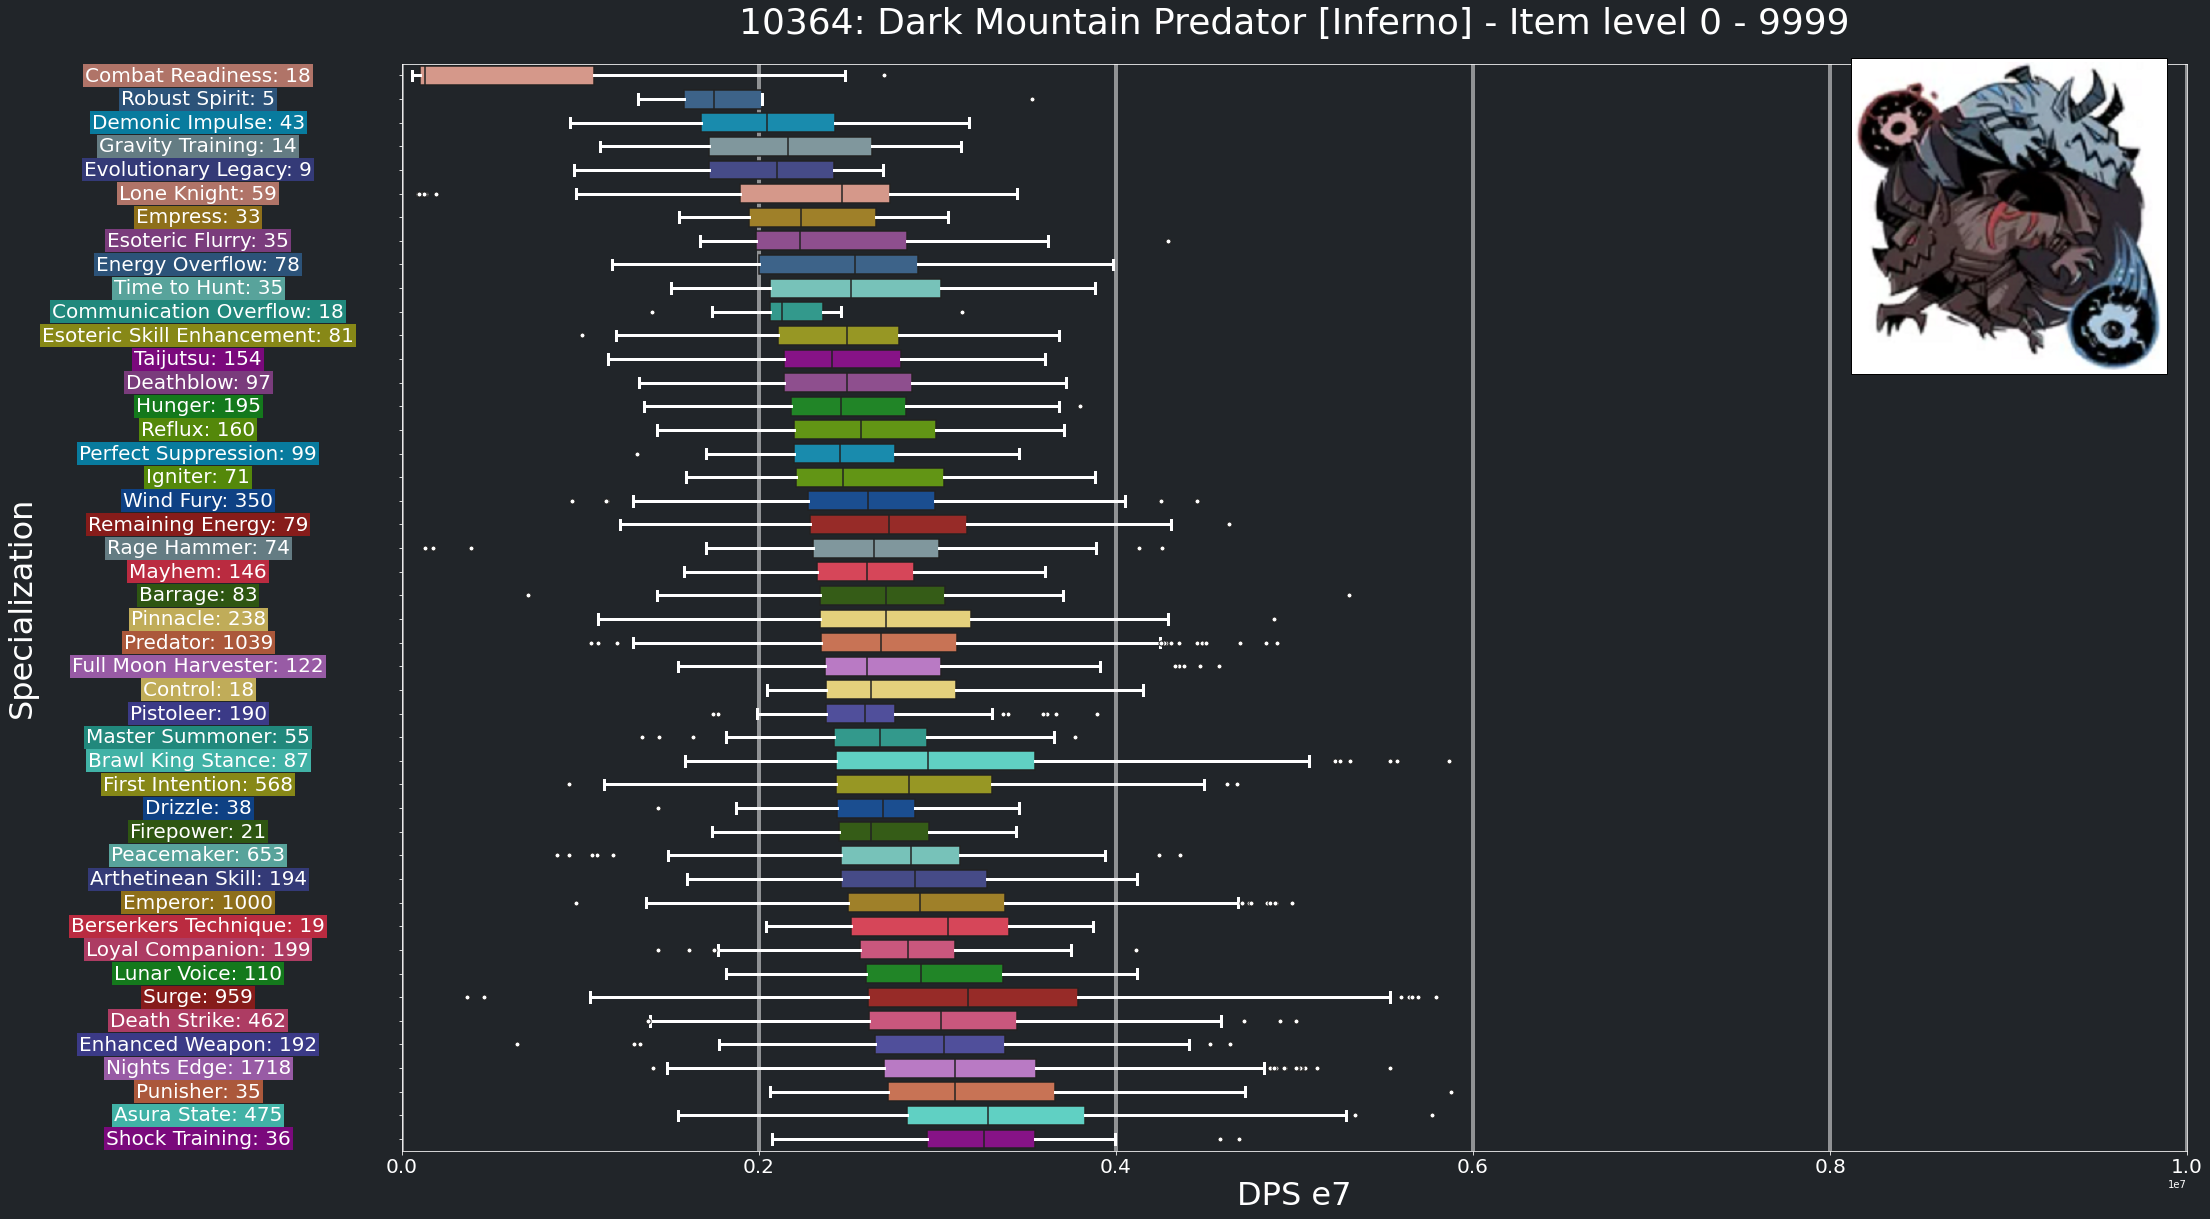 10364: Dark Mountain Predator [Inferno] - Item level 0 - 9999
Specialization
Combat Readiness: 18
Robust Spirit: 5
Demonic Impulse: 43
Gravity Training: 14
Evolutionary Legacy: 9
Lone Knight: 59
Empress: 33
Esoteric Flurry: 35
Energy Overflow: 78
Time to Hunt: 35
Communication Overflow: 18
Esoteric Skill Enhancement: 81
Taijutsu: 154
Deathblow: 97
Hunger: 195
Reflux: 160
Perfect Suppression: 99
Igniter: 71
Wind Fury: 350
Remaining Energy: 79
Rage Hammer: 74
Mayhem: 146
Barrage: 83
Pinnacle: 238
Predator: 1039
Full Moon Harvester: 122
Control: 18
Pistoleer: 190
Master Summoner: 55
Brawl King Stance: 87
First Intention: 568
Drizzle: 38
Firepower: 21
Peacemaker: 653
Arthetinean Skill: 194
Emperor: 1000
Berserkers Technique: 19
Loyal Companion: 199
Lunar Voice: 110
Surge: 959
Death Strike: 462
Enhanced Weapon: 192
Nights Edge: 1718
Punisher: 35
Asura State: 475
Shock Training: 36
0.0 0.2 0.4 0.6 0.8 1.0
1e7
DPS e7